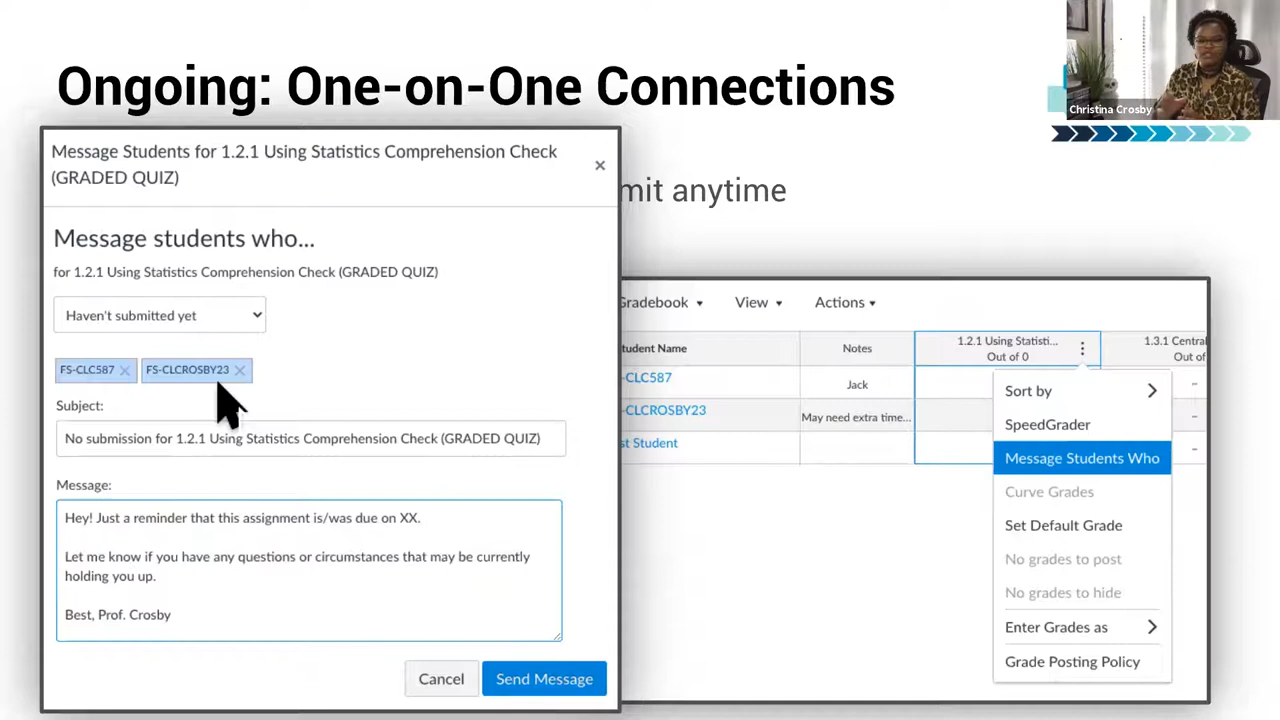 Ongoing: One-on-One Connections
Christina Crosby
mit anytime
Message Students for 1.2.1 Using Statistics Comprehension Check
(GRADED QUIZ)
×
Message students who...
for 1.2.1 Using Statistics Comprehension Check (GRADED QUIZ)
Haven't submitted yet
FS-CLC587 × FS-CLCROSBY23 ×
Subject:
No submission for 1.2.1 Using Statistics Comprehension Check (GRADED QUIZ)
Message:
Hey! Just a reminder that this assignment is/was due on XX.
Let me know if you have any questions or circumstances that may be currently
holding you up.
Best, Prof. Crosby
Cancel Send Message
Gradebook View Actions
tudent Name Notes 1.2.1 Using Statisti... 1.3.1 Central
Out of 0 Out of
-CLC587 Jack –
-CLCROSBY23 May need extra time... –
st Student –
Sort by
SpeedGrader
Message Students Who
Curve Grades
Set Default Grade
No grades to post
No grades to hide
Enter Grades as
Grade Posting Policy